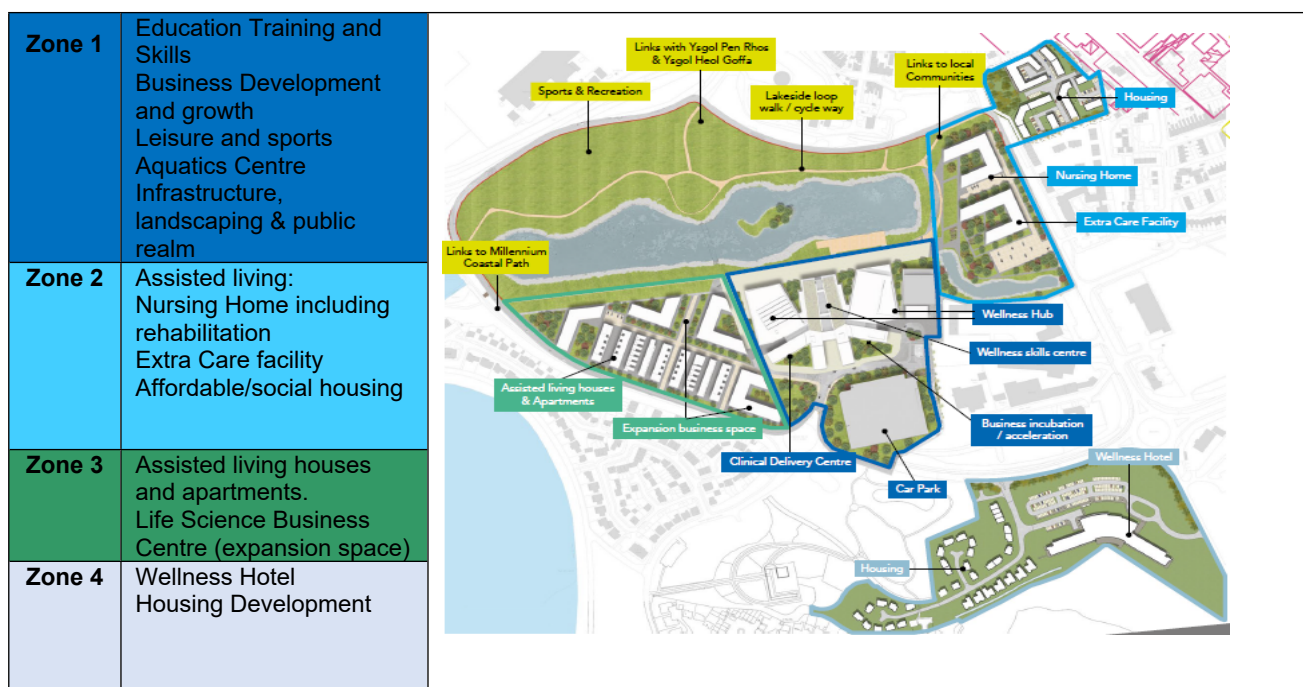 Zone 1
Education Training and
Skills
Business Development
and growth
Leisure and sports
Aquatics Centre
Infrastructure,
landscaping & public
realm
Zone 2
Assisted living:
Nursing Home including
rehabilitation
Extra Care facility
Affordable/social housing
Zone 3
Assisted living houses
and apartments.
Life Science Business
Centre (expansion space)
Zone 4
Wellness Hotel
Housing Development
Links with Ysgol Pen Rhos
& Ysgol Heol Goffa
Links to local
Communities
Sports & Recreation
Lakeside loop
walk / cycle way
Housing
Nursing Home
Extra Care Facility
Links to Millennium
Coastal Path
Wellness Hub
Wellness skills centre
Assisted living houses
& Apartments
Expansion business space
Business incubation
/ acceleration
Clinical Delivery Centre
Car Park
Wellness Hotel
Housing